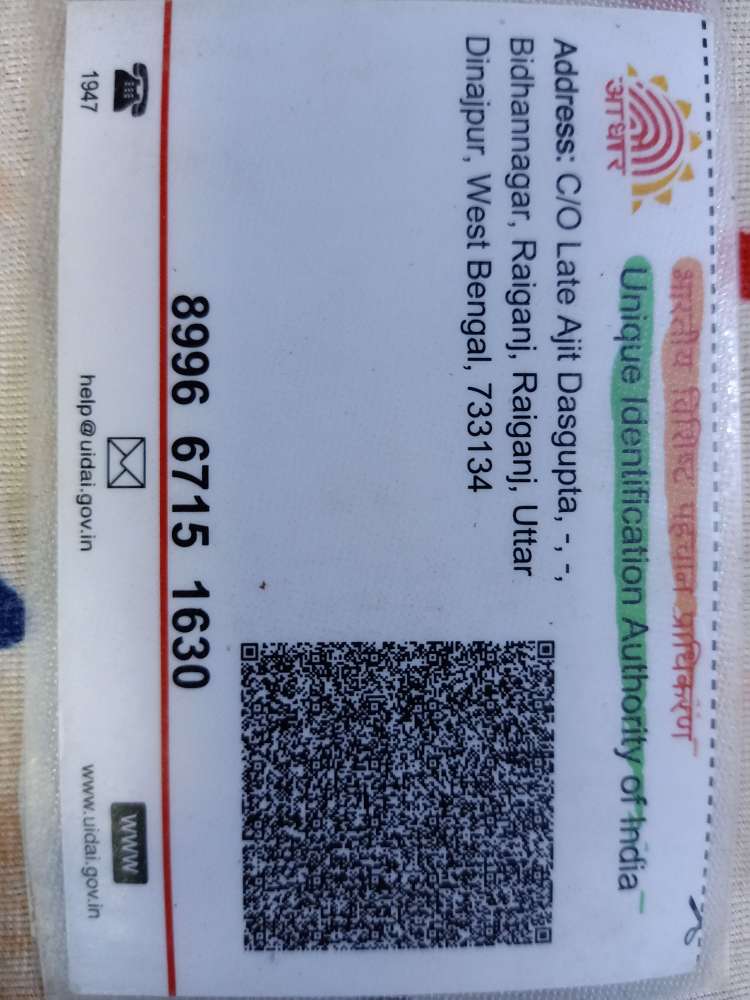 भारतीय विशिष्ट पहचान प्राधिकरण
Unique Identification Authority of India
आधार
Address: C/O Late Ajit Dasgupta, -, -,
Bidhannagar, Raiganj, Raiganj, Uttar
Dinajpur, West Bengal, 733134
8996 6715 1630
1947
help@uidai.gov.in
www
www.uidai.gov.in